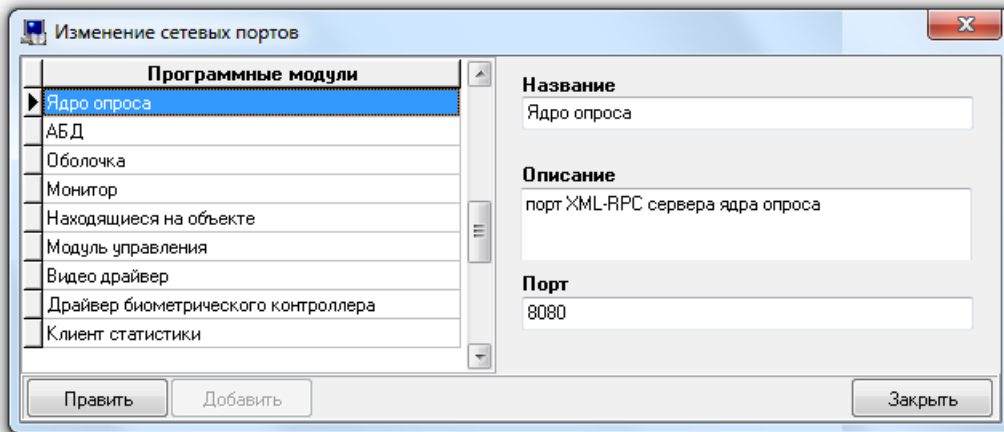 Изменение сетевых портов
Программные модули
Ядро опроса
АБД
Оболочка
Монитор
Находящиеся на объекте
Модуль управления
Видео драйвер
Драйвер биометрического контроллера
Клиент статистики
Название
Ядро опроса
Описание
порт XML-RPC сервера ядра опроса
Порт
8080
Править
Добавить
Закрыть